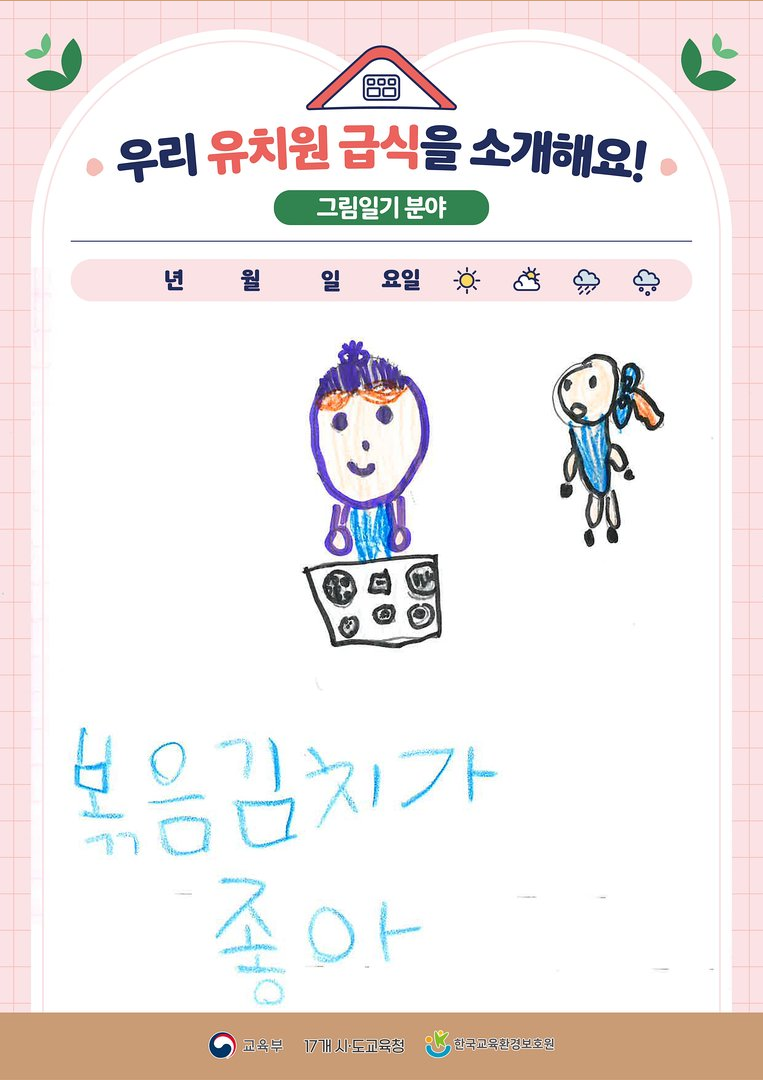 우리 유치원 급식을 소개해요!
그림일기 분야
년 월 일 요일
볶음김치가
좋아
교육부 17개 시·도교육청 한국교육환경보호원